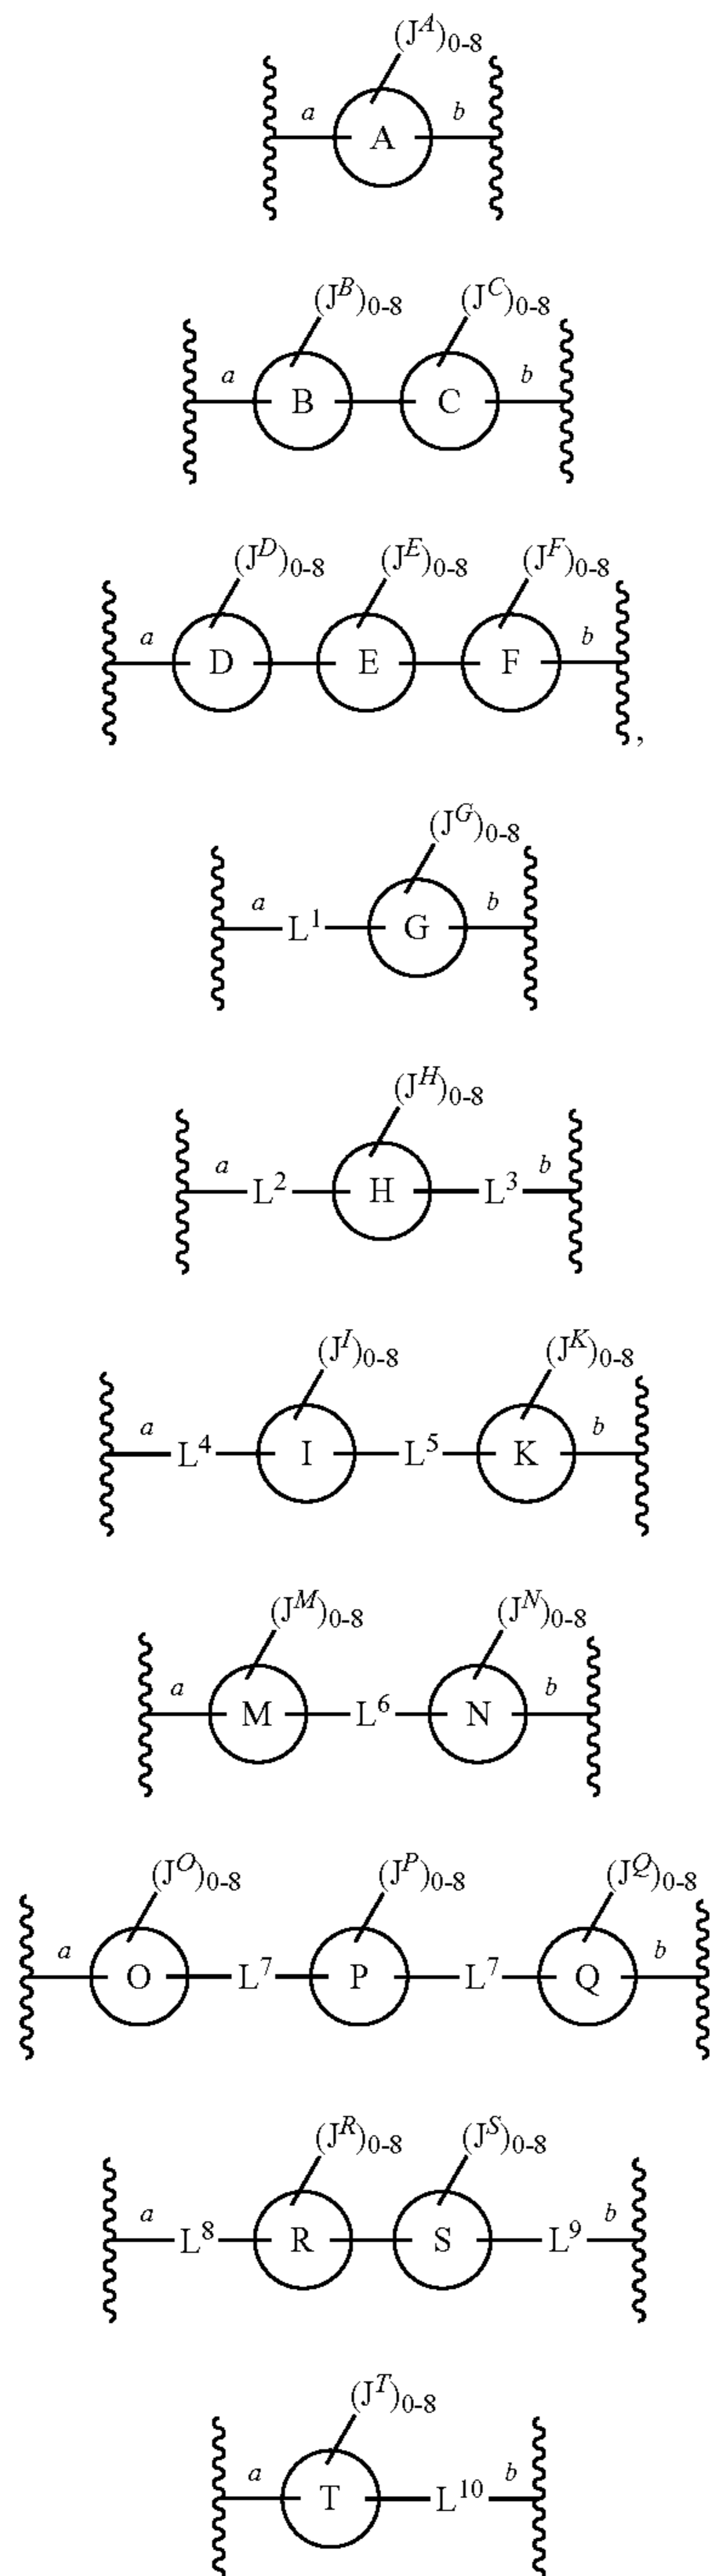 (J^A)0-8
a A b
(J^B)0-8 (J^C)0-8
a B C b
(J^D)0-8 (J^E)0-8 (J^F)0-8
a D E F b ,
(J^G)0-8
a L^1 G b
(J^H)0-8
a L^2 H L^3 b
(J^I)0-8 (J^K)0-8
a L^4 I L^5 K b
(J^M)0-8 (J^N)0-8
a M L^6 N b
(J^O)0-8 (J^P)0-8 (J^Q)0-8
a O L^7 P L^7 Q b
(J^R)0-8 (J^S)0-8
a L^8 R S L^9 b
(J^T)0-8
a T L^10 b